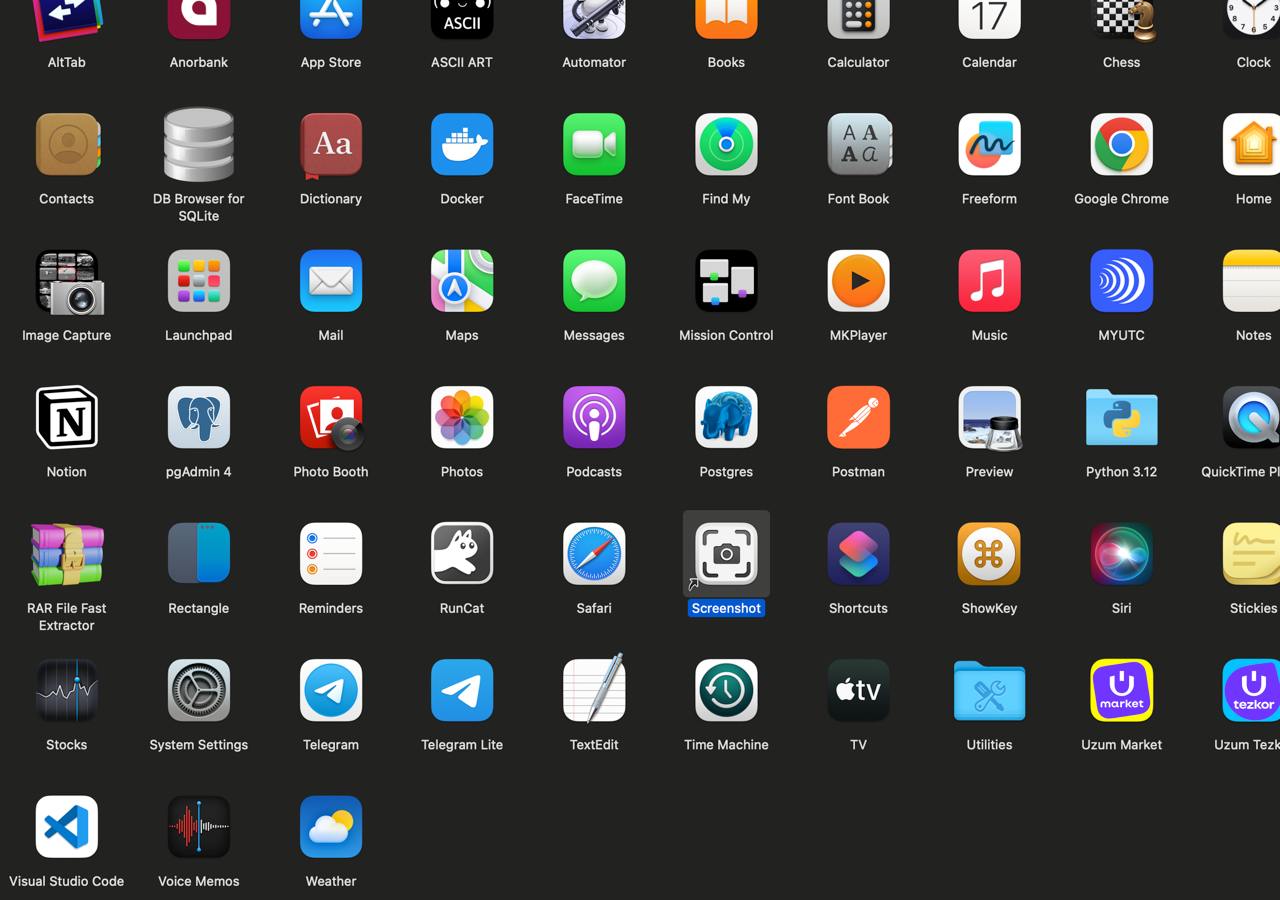 ASCII
17
AltTab
Anorbank
App Store
ASCII ART
Automator
Books
Calculator
Calendar
Chess
Clock
Aa
A A
A a
Contacts
DB Browser for
SQLite
Dictionary
Docker
FaceTime
Find My
Font Book
Freeform
Google Chrome
Home
Image Capture
Launchpad
Mail
Maps
Messages
Mission Control
MKPlayer
Music
MYUTC
Notes
N
Notion
pgAdmin 4
Photo Booth
Photos
Podcasts
Postgres
Postman
Preview
Python 3.12
QuickTime Pl
RAR File Fast
Extractor
Rectangle
Reminders
RunCat
Safari
Screenshot
Shortcuts
ShowKey
Siri
Stickies
tv
market
tezkor
Stocks
System Settings
Telegram
Telegram Lite
TextEdit
Time Machine
TV
Utilities
Uzum Market
Uzum Tezk
Visual Studio Code
Voice Memos
Weather